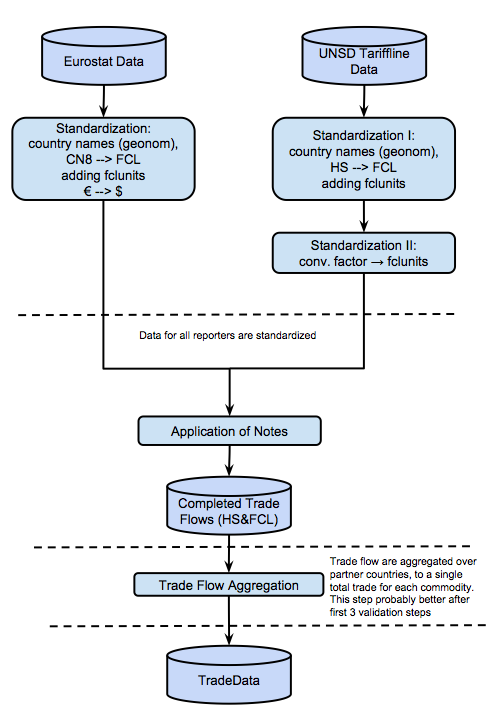 Eurostat Data
UNSD Tariffline
Data
Standardization:
country names (geonom),
CN8 --> FCL
adding fclunits
€ --> $
Standardization I:
country names (geonom),
HS --> FCL
adding fclunits
Standardization II:
conv. factor → fclunits
Data for all reporters are standardized
Application of Notes
Completed Trade
Flows (HS&FCL)
Trade Flow Aggregation
Trade flow are aggregated over
partner countries, to a single
total trade for each commodity.
This step probably better after
first 3 validation steps
TradeData